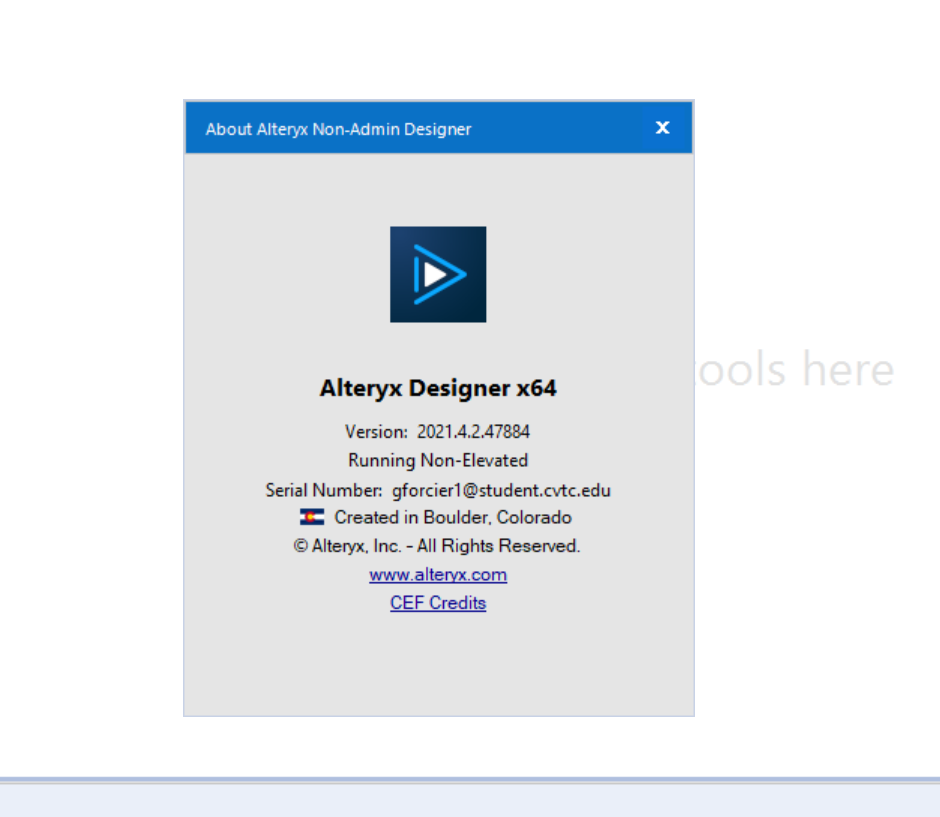 About Alteryx Non-Admin Designer
x
ools here
Alteryx Designer x64
Version: 2021.4.2.47884
Running Non-Elevated
Serial Number: gforcier1@student.cvtc.edu
Created in Boulder, Colorado
© Alteryx, Inc. - All Rights Reserved.
www.alteryx.com
CEF Credits